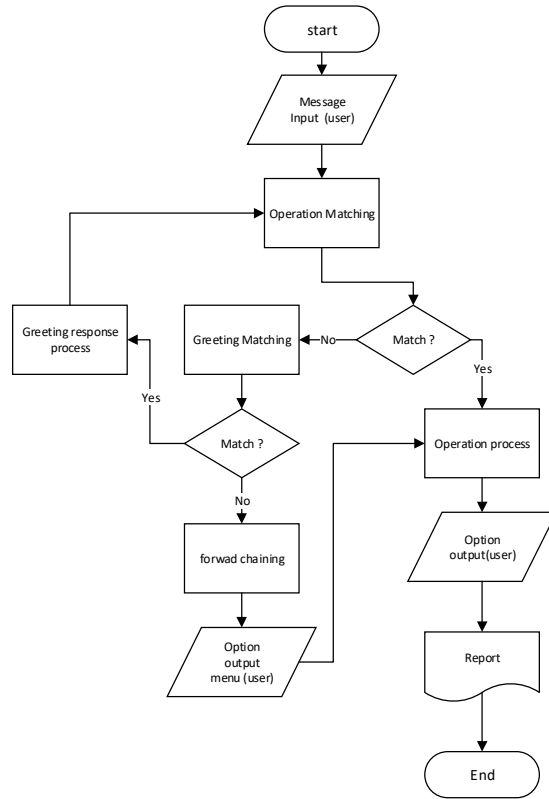 start
Message
Input (user)
Operation Matching
Greeting response
process
Greeting Matching
No
Match ?
Yes
Yes
Match ?
Operation process
No
Option
output(user)
forwad chaining
Option
output
menu (user)
Report
End